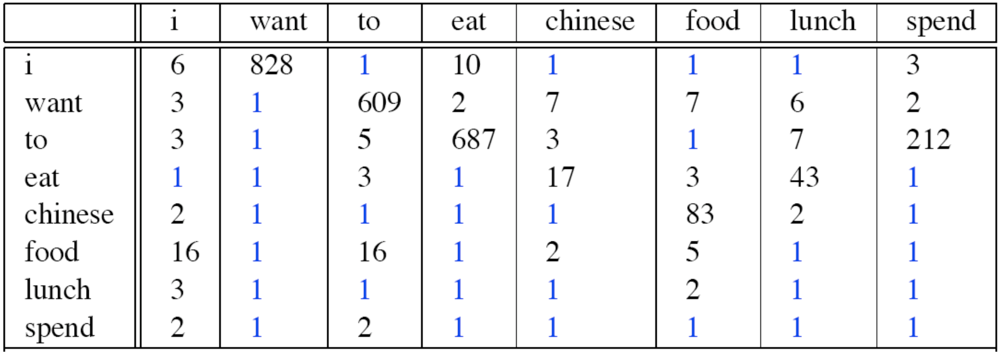 i want to eat chinese food lunch spend
i 6 828 1 10 1 1 1 3
want 3 1 609 2 7 7 6 2
to 3 1 5 687 3 1 7 212
eat 1 1 3 1 17 3 43 1
chinese 2 1 1 1 1 83 2 1
food 16 1 16 1 2 5 1 1
lunch 3 1 1 1 1 2 1 1
spend 2 1 2 1 1 1 1 1